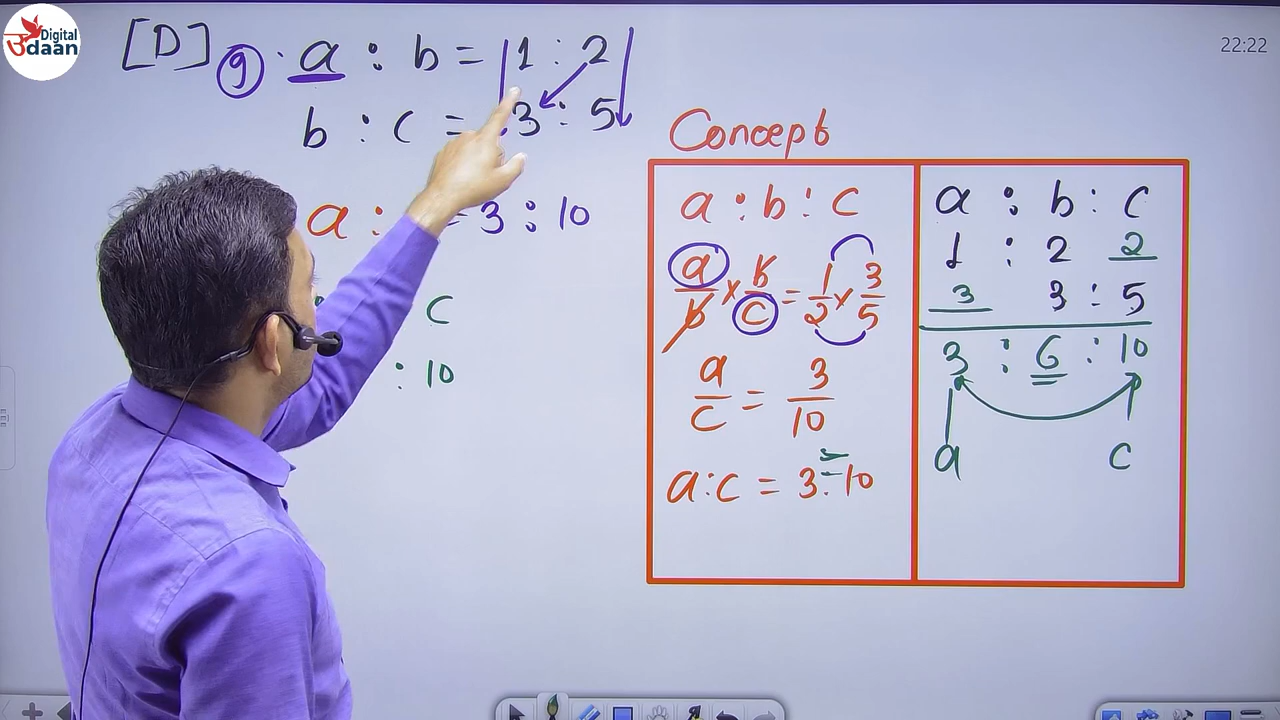 Digital
उdaan
[D] 9. a : b = 1 : 2
b : c = 3 : 5
a : = 3 : 10
c
: 10
22:22
Concept
a : b : c
a/b × b/c = 1/2 × 3/5
a/c = 3/10
a:c = 3:10
a : b : c
1 : 2 2
3 3 : 5
3 : 6 : 10
a c